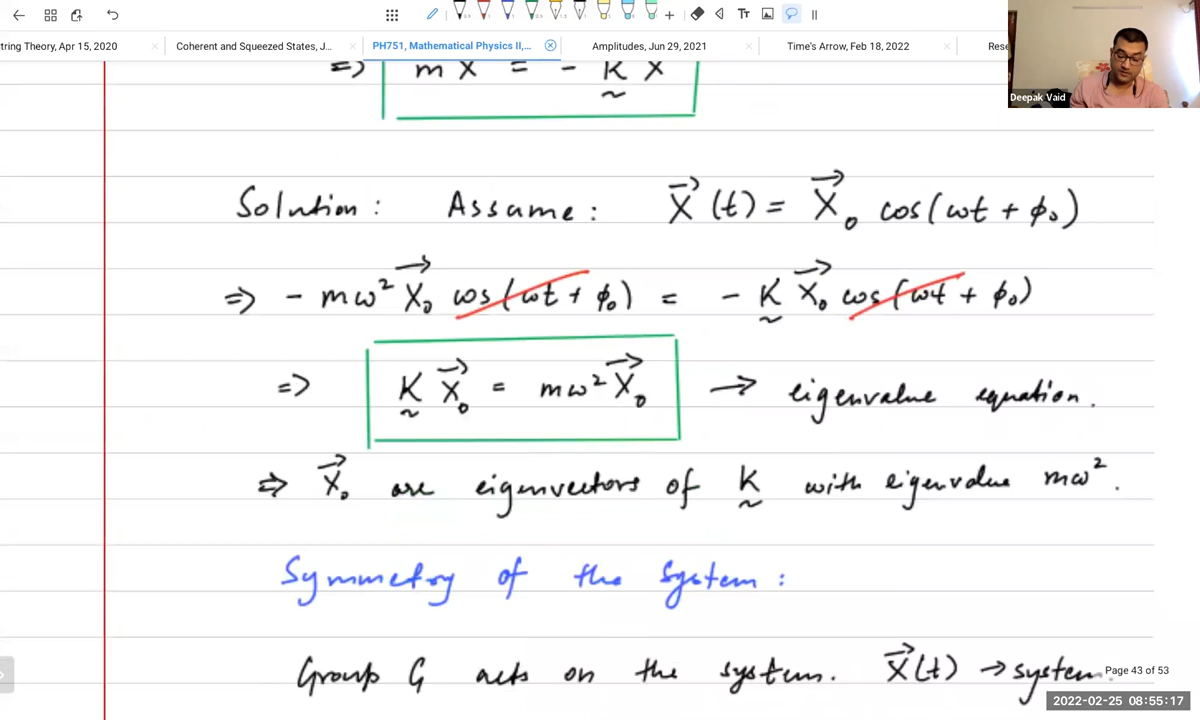 tring Theory, Apr 15, 2020 Coherent and Squeezed States, J... PH751, Mathematical Physics II,... Amplitudes, Jun 29, 2021 Time's Arrow, Feb 18, 2022 Rese
Deepak Vaid
=> m X = - K X
Solution: Assume: X⃗(t) = X⃗₀ cos(ωt + ϕ₀)
=> - mω² X⃗₀ cos(ωt + ϕ₀) = - K X⃗₀ cos(ωt + ϕ₀)
=> K X⃗₀ = mω² X⃗₀ → eigenvalue equation.
=> X⃗₀ are eigenvectors of K with eigenvalue mω².
Symmetry of the System:
Group G acts on the system. X⃗(t) → system.
Page 43 of 53
2022-02-25 08:55:17